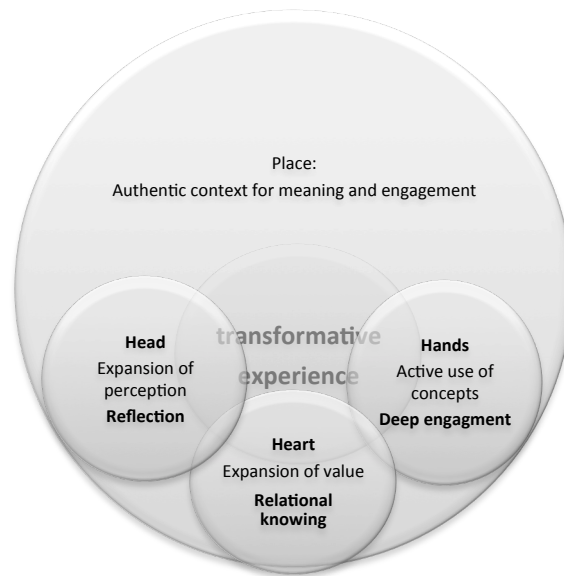 Place:
Authentic context for meaning and engagement
transformative
experience
Head
Expansion of
perception
Reflection
Hands
Active use of
concepts
Deep engagment
Heart
Expansion of value
Relational
knowing